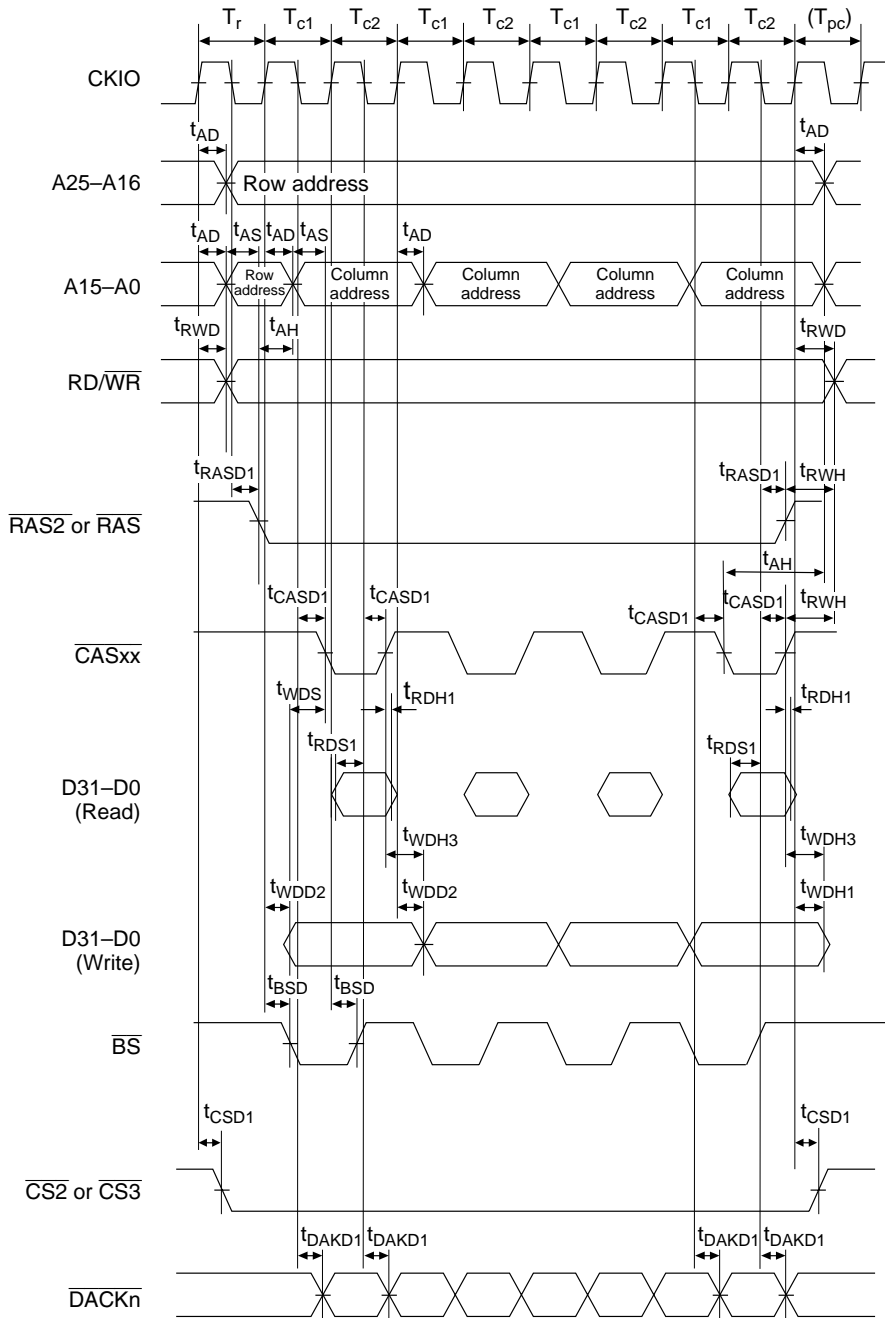 Tr Tc1 Tc2 Tc1 Tc2 Tc1 Tc2 Tc1 Tc2 (Tpc)
CKIO
tAD tAD
A25–A16 Row address
tAD tAS tAD tAS tAD
A15–A0 Row address Column address Column address Column address Column address
tRWD tAH tRWD
RD/WR
tRASD1 tRASD1 tRWH
RAS2 or RAS
tAH
tCASD1 tCASD1 tCASD1 tCASD1 tRWH
CASxx
tWDS tRDH1 tRDH1
tRDS1 tRDS1
D31–D0
(Read)
tWDH3 tWDH3
tWDD2 tWDD2 tWDH1
D31–D0
(Write)
tBSD tBSD
BS
tCSD1 tCSD1
CS2 or CS3
tDAKD1 tDAKD1 tDAKD1 tDAKD1
DACKn